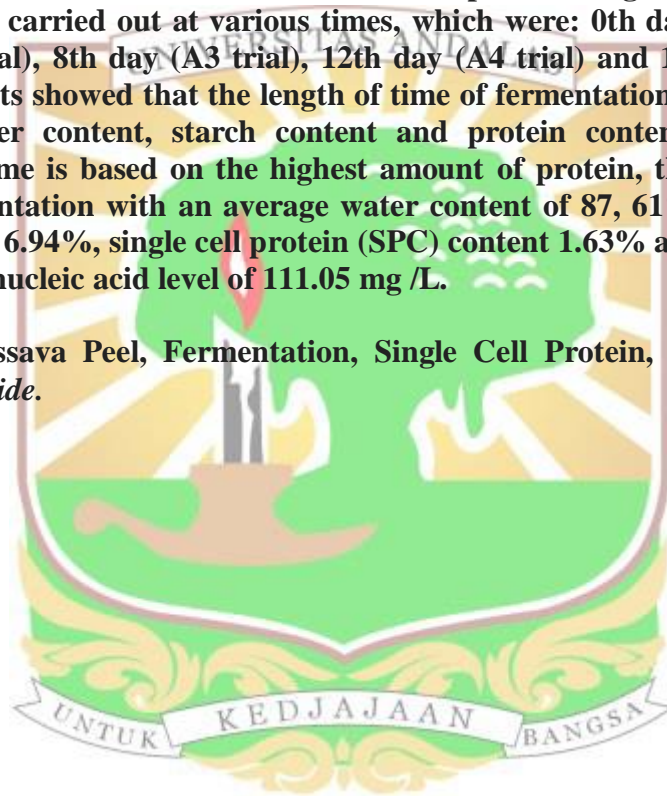 carried out at various times, which were: 0th da
al), 8th day (A3 trial), 12th day (A4 trial) and 1
UNIVERSITAS ANDALAS
ts showed that the length of time of fermentation
er content, starch content and protein conten
me is based on the highest amount of protein, th
ntation with an average water content of 87, 61
6.94%, single cell protein (SPC) content 1.63% a
nucleic acid level of 111.05 mg /L.
ssava Peel, Fermentation, Single Cell Protein,
ide.
UNTUK KEDJAJAAN BANGSA